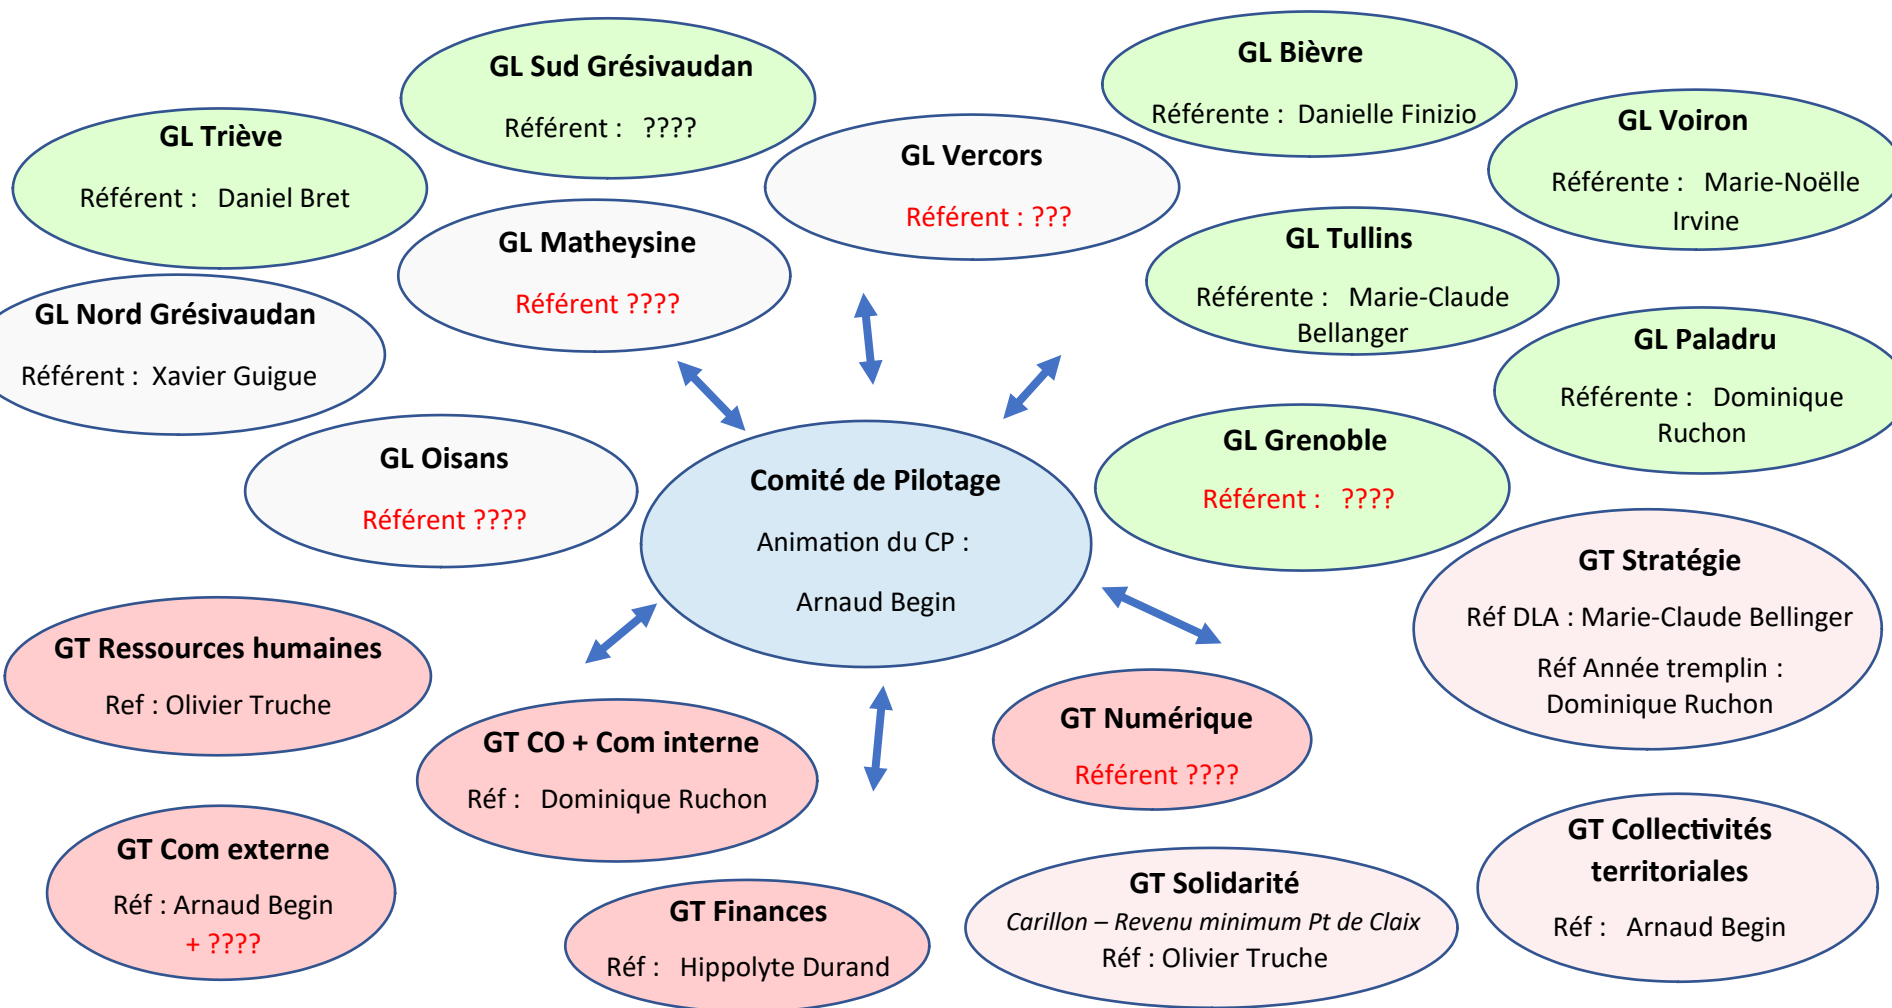 GL Sud Grésivaudan
Référent : ????
GL Bièvre
Référente : Danielle Finizio
GL Triève
Référent : Daniel Bret
GL Vercors
Référent : ???
GL Voiron
Référente : Marie-Noëlle
Irvine
GL Matheysine
Référent ????
GL Tullins
Référente : Marie-Claude
Bellanger
GL Nord Grésivaudan
Référent : Xavier Guigue
GL Paladru
Référente : Dominique
Ruchon
GL Oisans
Référent ????
Comité de Pilotage
Animation du CP :
Arnaud Begin
GL Grenoble
Référent : ????
GT Stratégie
Réf DLA : Marie-Claude Bellinger
Réf Année tremplin :
Dominique Ruchon
GT Ressources humaines
Ref : Olivier Truche
GT CO + Com interne
Réf : Dominique Ruchon
GT Numérique
Référent ????
GT Com externe
Réf : Arnaud Begin
+ ????
GT Finances
Réf : Hippolyte Durand
GT Solidarité
Carillon – Revenu minimum Pt de Claix
Réf : Olivier Truche
GT Collectivités
territoriales
Réf : Arnaud Begin